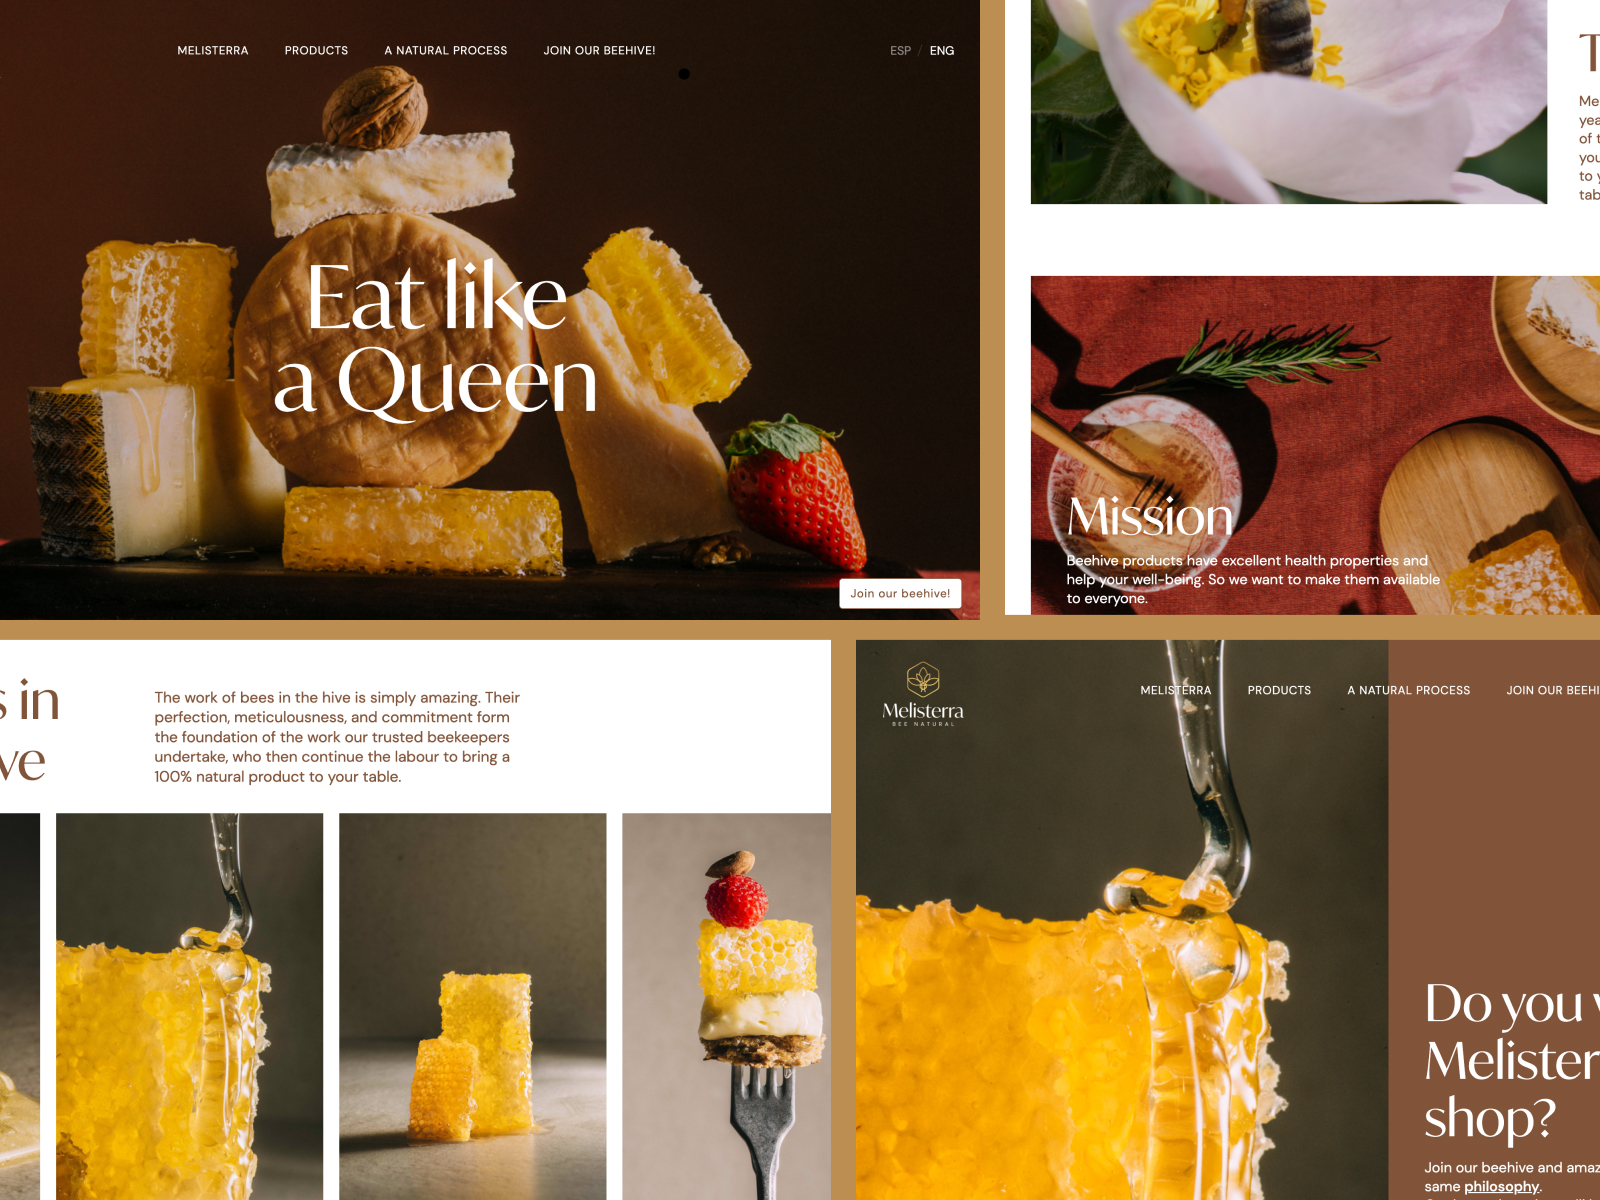 MELISTERRA PRODUCTS A NATURAL PROCESS JOIN OUR BEEHIVE! ESP / ENG
Eat like
a Queen
Join our beehive!
T
Me
yea
of t
you
to y
tab
Mission
Beehive products have excellent health properties and
help your well-being. So we want to make them available
to everyone.
s in
ve
The work of bees in the hive is simply amazing. Their
perfection, meticulousness, and commitment form
the foundation of the work our trusted beekeepers
undertake, who then continue the labour to bring a
100% natural product to your table.
Melisterra
BEE NATURAL
MELISTERRA PRODUCTS A NATURAL PROCESS JOIN OUR BEEHI
Do you
Melister
shop?
Join our beehive and amaz
same philosophy.